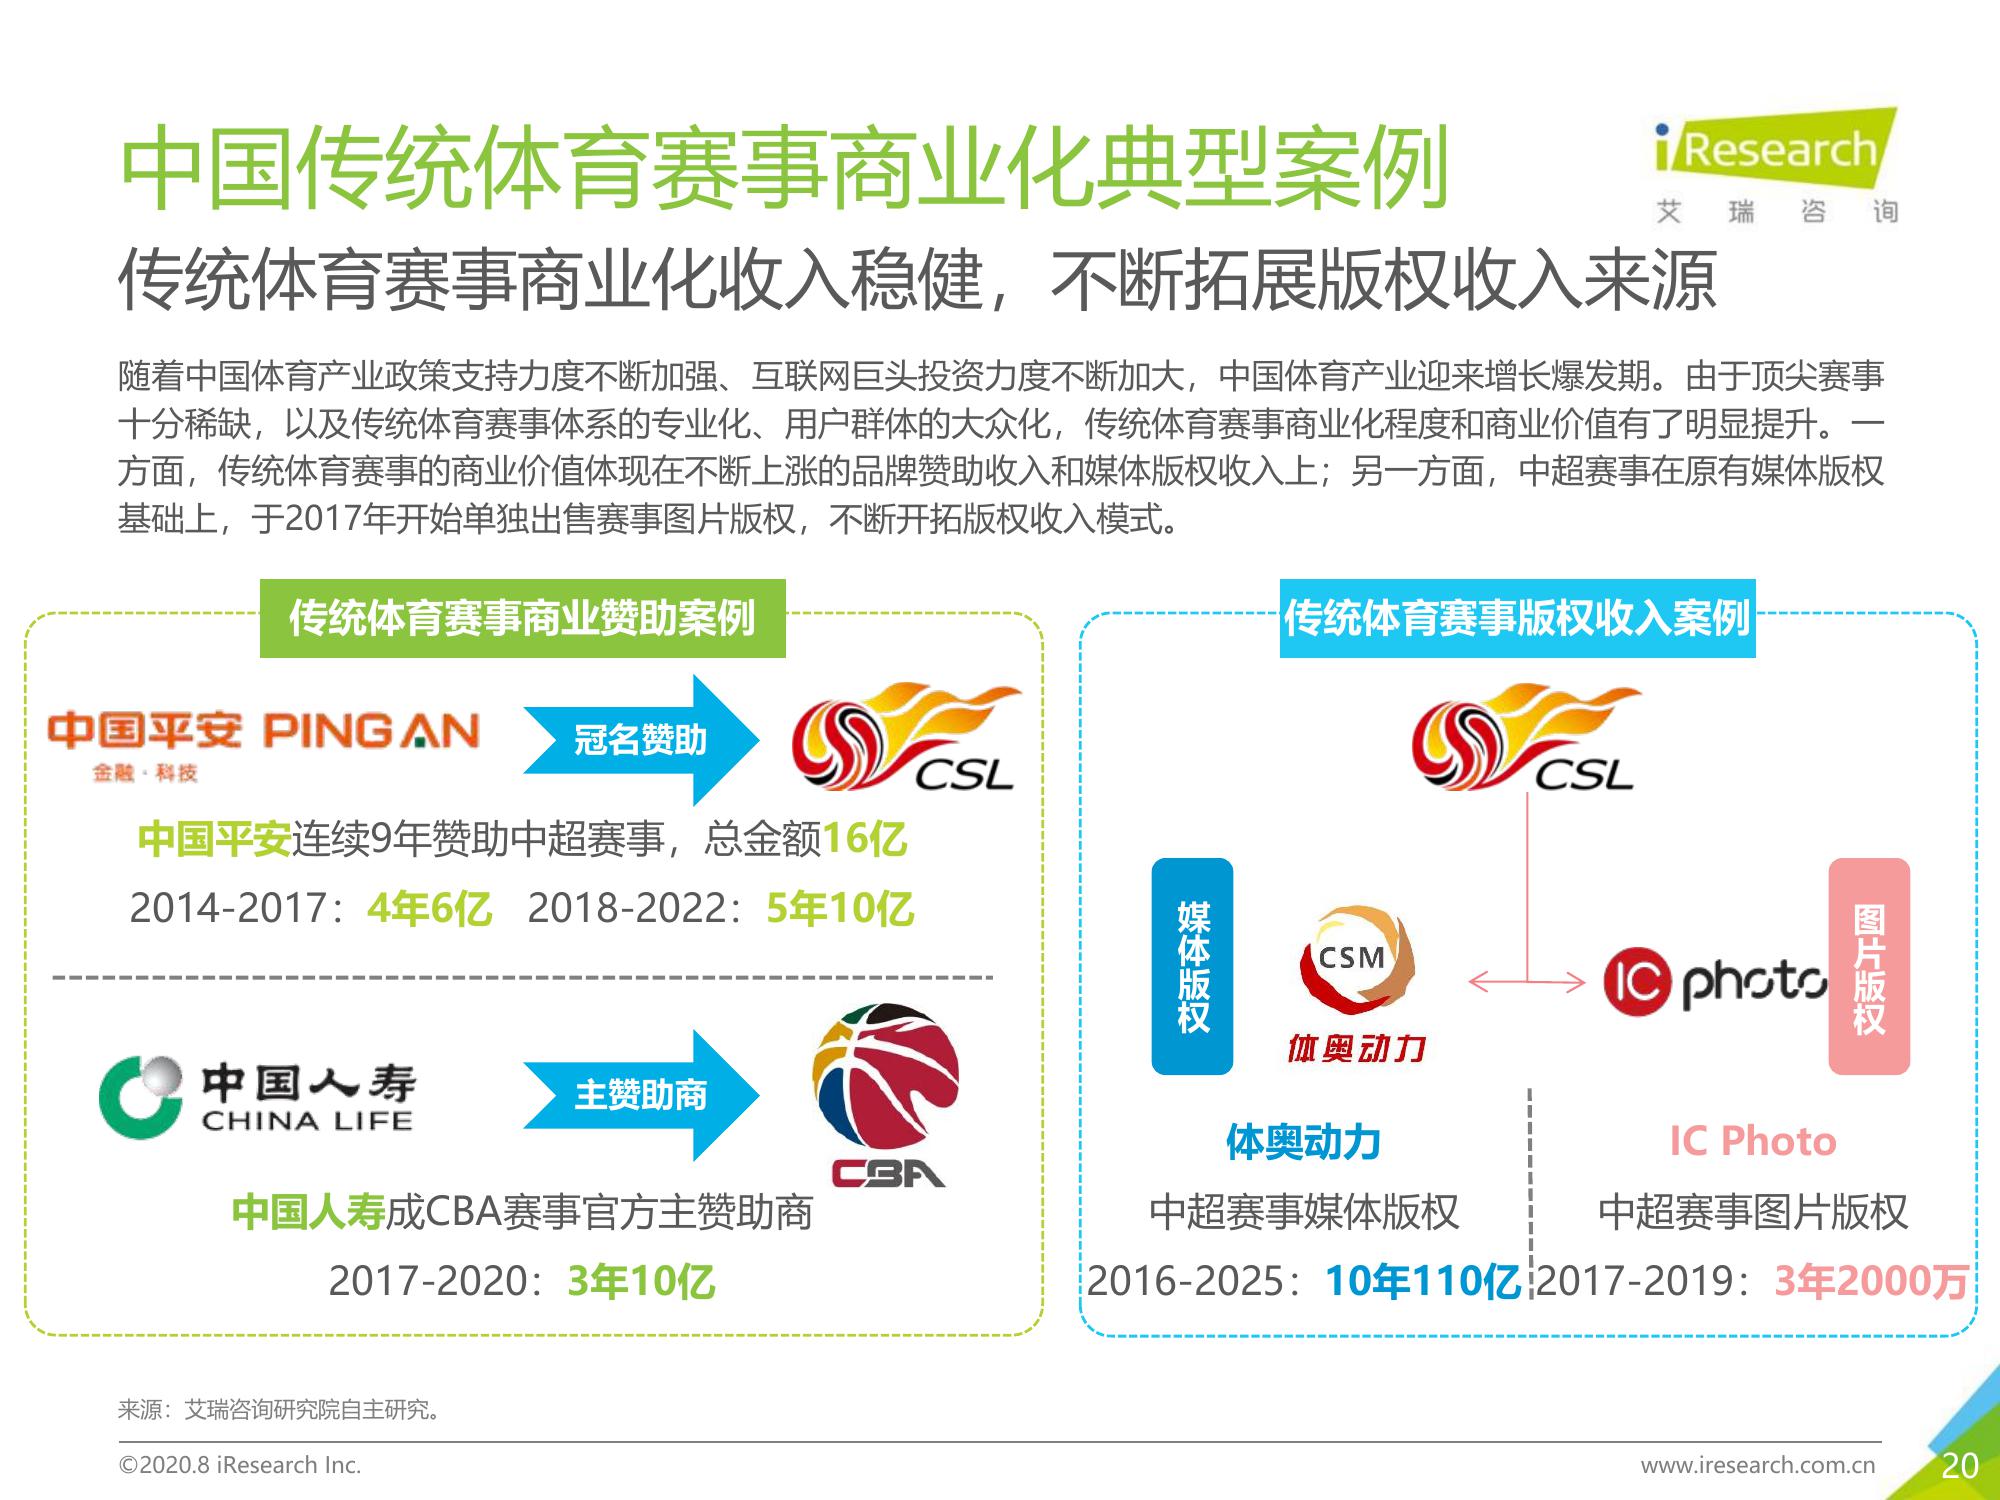 中国传统体育赛事商业化典型案例
iResearch
艾瑞咨询
传统体育赛事商业化收入稳健，不断拓展版权收入来源
随着中国体育产业政策支持力度不断加强、互联网巨头投资力度不断加大，中国体育产业迎来增长爆发期。由于顶尖赛事
十分稀缺，以及传统体育赛事体系的专业化、用户群体的大众化，传统体育赛事商业化程度和商业价值有了明显提升。一
方面，传统体育赛事的商业价值体现在不断上涨的品牌赞助收入和媒体版权收入上；另一方面，中超赛事在原有媒体版权
基础上，于2017年开始单独出售赛事图片版权，不断开拓版权收入模式。
传统体育赛事商业赞助案例
中国平安 PINGAN
金融·科技
冠名赞助
CSL
中国平安连续9年赞助中超赛事，总金额16亿
2014-2017：4年6亿 2018-2022：5年10亿
中国人寿
CHINA LIFE
主赞助商
CBA
中国人寿成CBA赛事官方主赞助商
2017-2020：3年10亿
传统体育赛事版权收入案例
CSL
媒体版权
CSM
体奥动力
IC photo
图片版权
体奥动力
中超赛事媒体版权
2016-2025：10年110亿
IC Photo
中超赛事图片版权
2017-2019：3年2000万
来源：艾瑞咨询研究院自主研究。
©2020.8 iResearch Inc.
www.iresearch.com.cn
20